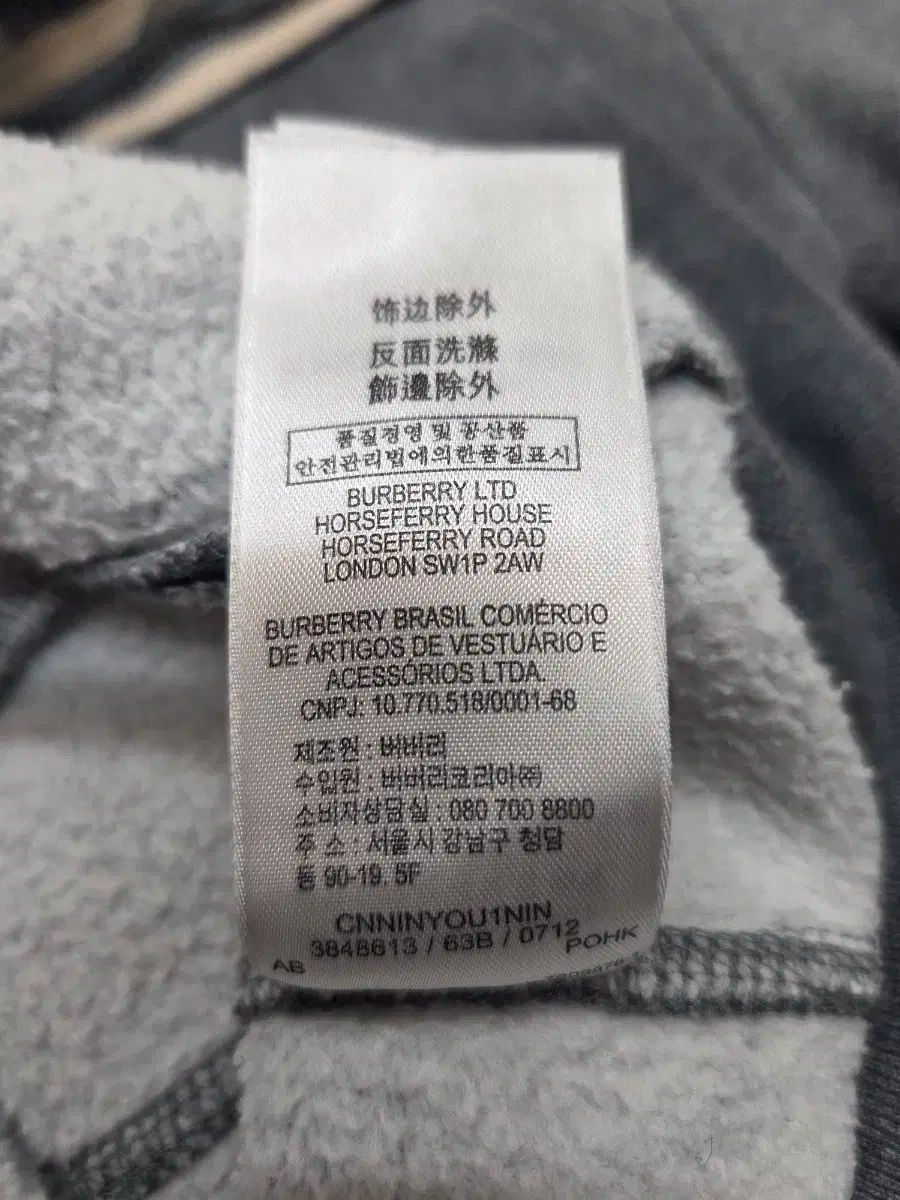 饰边除外
反面洗滌
飾邊除外
품질경영 및 공산품
안전관리법에의한품질표시
BURBERRY LTD
HORSEFERRY HOUSE
HORSEFERRY ROAD
LONDON SW1P 2AW
BURBERRY BRASIL COMÉRCIO
DE ARTIGOS DE VESTUÁRIO E
ACESSÓRIOS LTDA.
CNPJ: 10.770.518/0001-68
제조원 : 버버리
수입원 : 버버리코리아㈜
소비자상담실 : 080 700 8800
주 소 : 서울시 강남구 청담
동 90-19. 5F
CNNINYOU1NIN
3848613 / 63B / 0712
AB
POHK